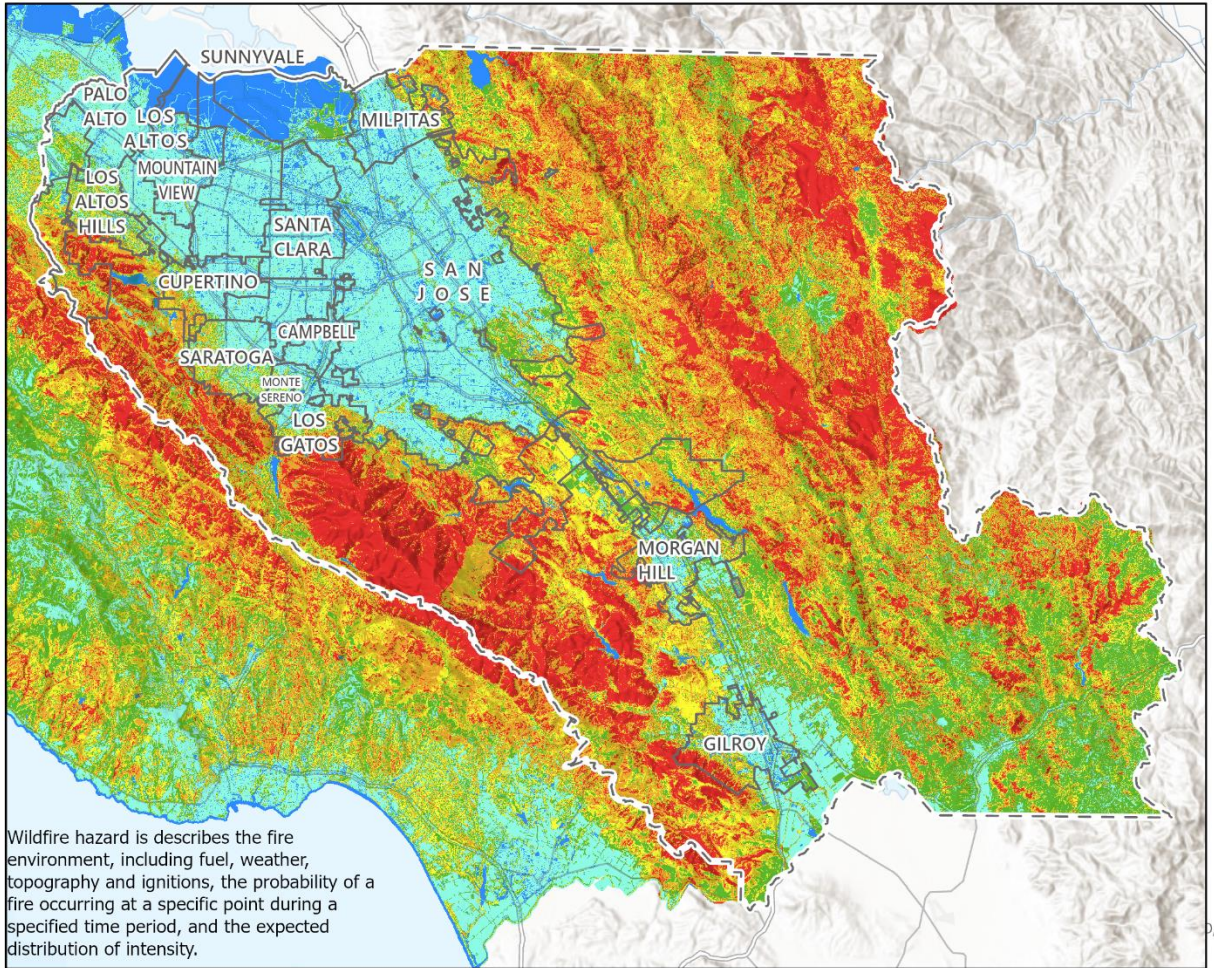 SUNNYVALE
PALO
ALTO
LOS
ALTOS
MILPITAS
MOUNTAIN
VIEW
LOS
ALTOS
HILLS
SANTA
CLARA
CUPERTINO
SAN
JOSE
CAMPBELL
SARATOGA
MONTE
SERENO
LOS
GATOS
MORGAN
HILL
GILROY
Wildfire hazard is describes the fire
environment, including fuel, weather,
topography and ignitions, the probability of a
fire occurring at a specific point during a
specified time period, and the expected
distribution of intensity.